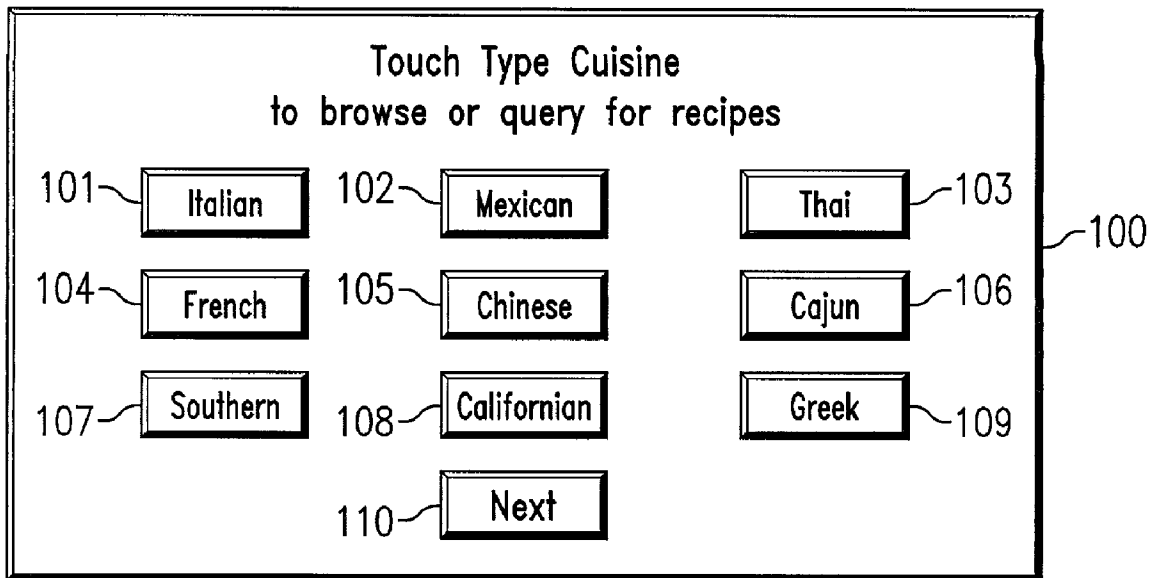 Touch Type Cuisine
to browse or query for recipes
101 Italian 102 Mexican Thai 103
100
104 French 105 Chinese Cajun 106
107 Southern 108 Californian Greek 109
110 Next